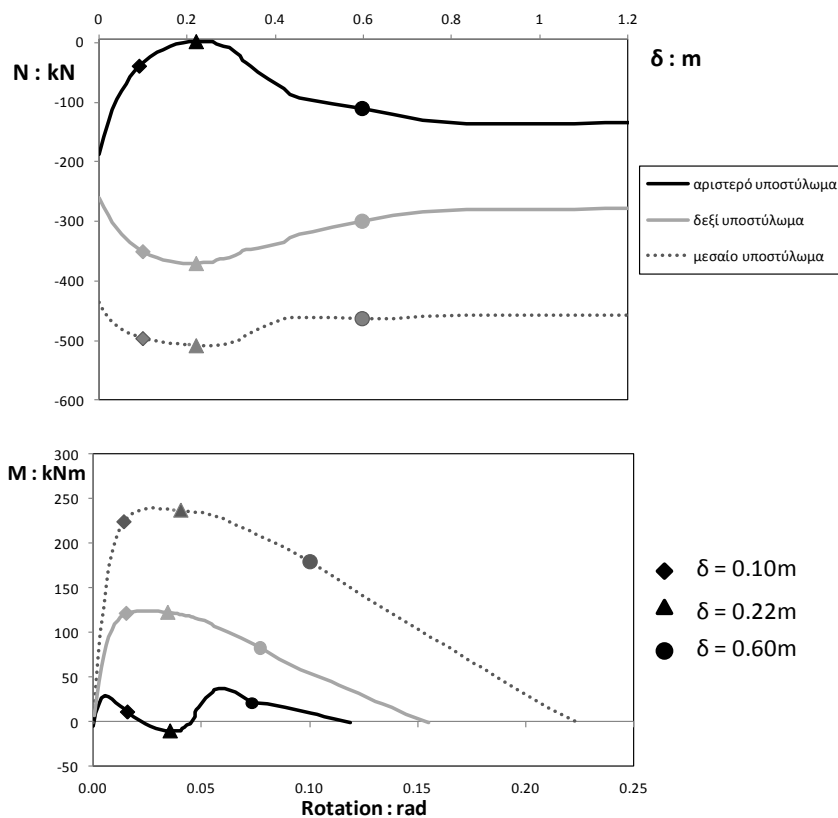 0 0.2 0.4 0.6 0.8 1 1.2
δ : m
N : kN
0
-100
-200
-300
-400
-500
-600
αριστερό υποστύλωμα
δεξί υποστύλωμα
μεσαίο υποστύλωμα
M : kNm
300
250
200
150
100
50
0
-50
0.00 0.05 0.10 0.15 0.20 0.25
Rotation : rad
δ = 0.10m
δ = 0.22m
δ = 0.60m